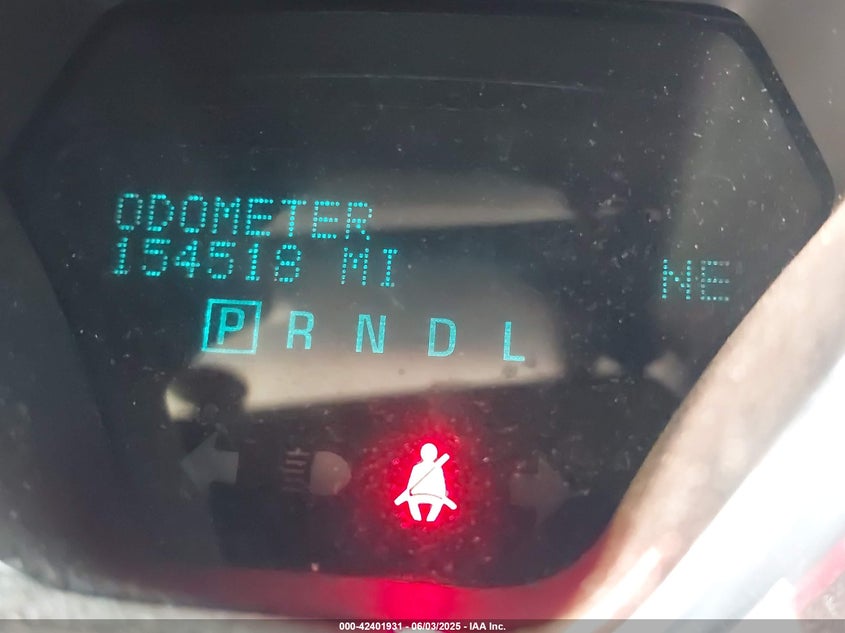 ODOMETER
154518 MI
NE
P R N D L
000-42401931 - 06/03/2025 - IAA Inc.